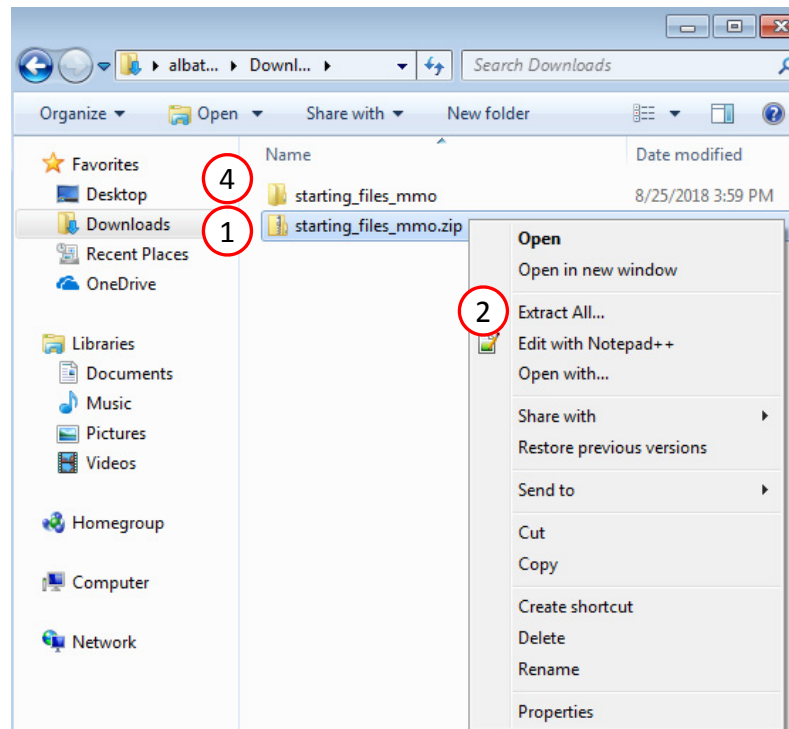 albat... Downl... Search Downloads
Organize Open Share with New folder
Name Date modified
Favorites
Desktop
Downloads
Recent Places
OneDrive
Libraries
Documents
Music
Pictures
Videos
Homegroup
Computer
Network
4 starting_files_mmo 8/25/2018 3:59 PM
1 starting_files_mmo.zip
Open
Open in new window
2 Extract All...
Edit with Notepad++
Open with...
Share with
Restore previous versions
Send to
Cut
Copy
Create shortcut
Delete
Rename
Properties